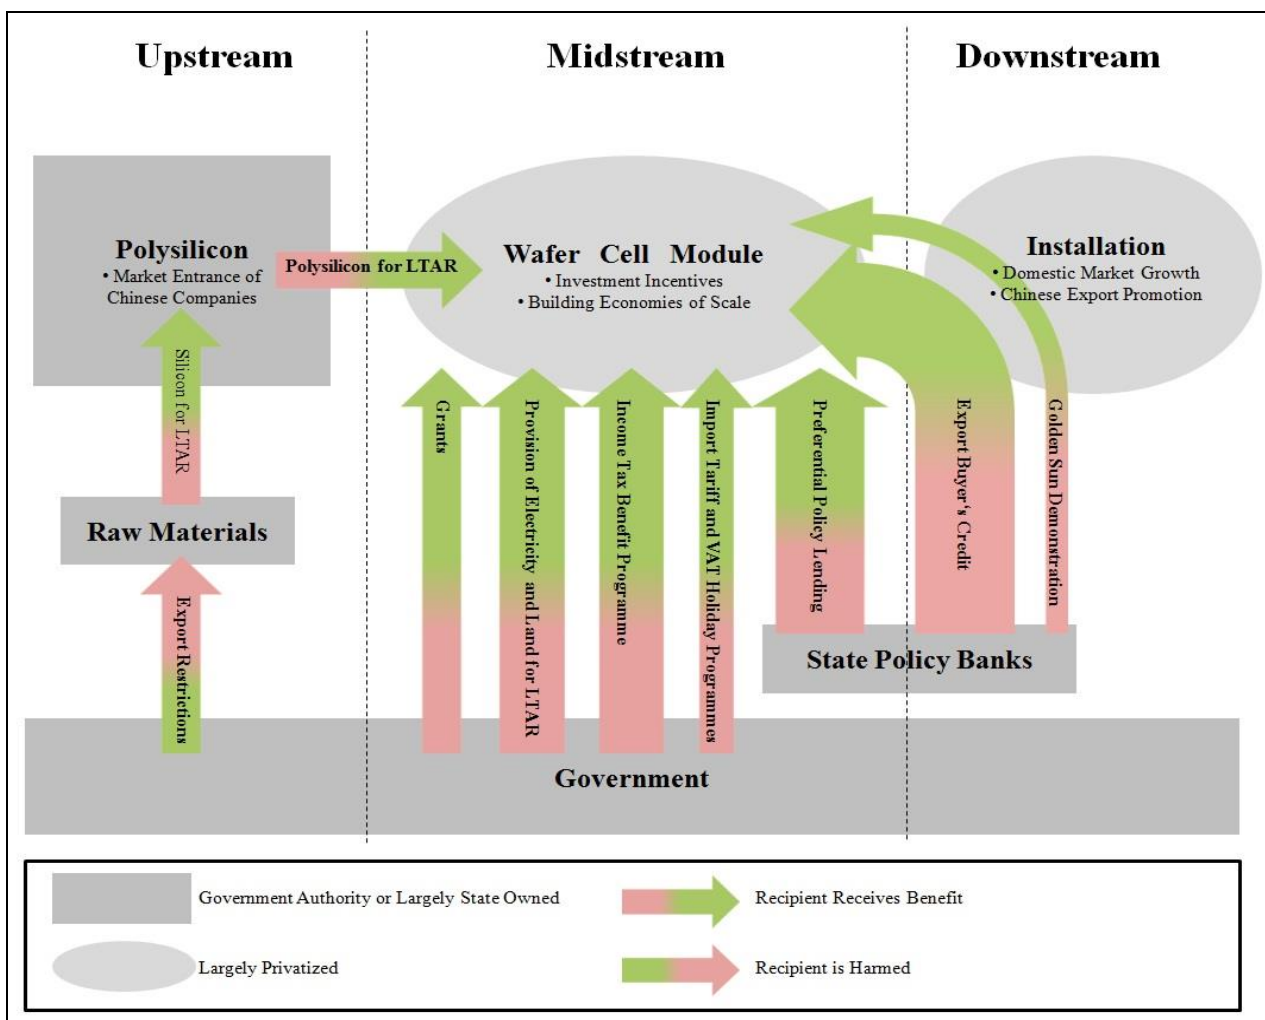 Upstream
Midstream
Downstream
Polysilicon
• Market Entrance of
Chinese Companies
Polysilicon for LTAR
Wafer Cell Module
• Investment Incentives
• Building Economies of Scale
Installation
• Domestic Market Growth
• Chinese Export Promotion
Silicon for LTAR
Raw Materials
Export Restrictions
Grants
Provision of Electricity and Land for LTAR
Income Tax Benefit Programme
Import Tariff and VAT Holiday Programmes
Preferential Policy Lending
Export Buyer‘s Credit
Golden Sun Demonstration
State Policy Banks
Government
Government Authority or Largely State Owned
Recipient Receives Benefit
Largely Privatized
Recipient is Harmed